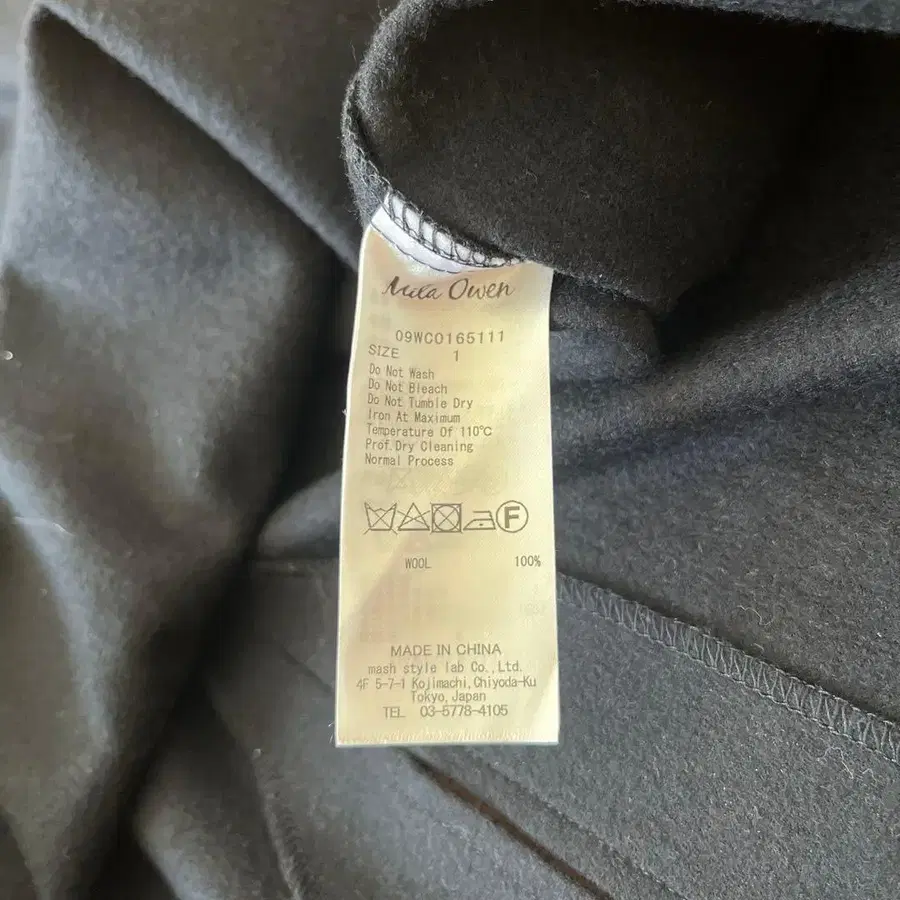 Mila Owen
09WCO165111
SIZE 1
Do Not Wash
Do Not Bleach
Do Not Tumble Dry
Iron At Maximum
Temperature Of 110℃
Prof.Dry Cleaning
Normal Process
F
WOOL 100%
MADE IN CHINA
mash style lab Co.,Ltd.
4F 5-7-1 Kojimachi,Chiyoda-Ku
Tokyo,Japan
TEL 03-5778-4105